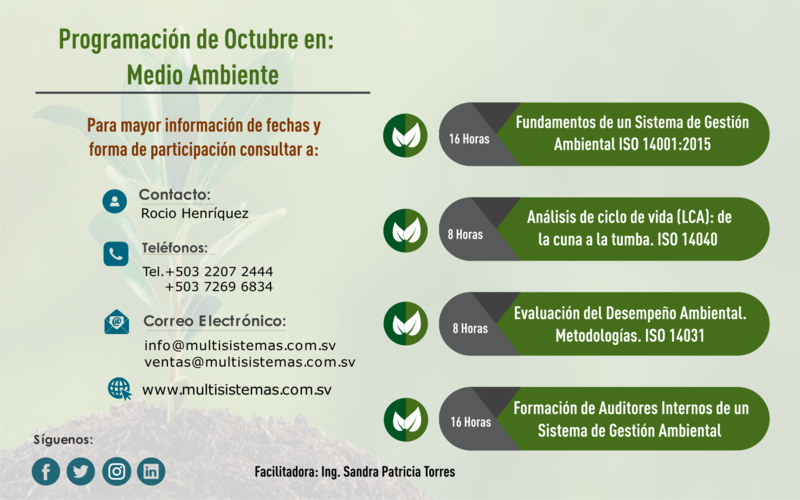 Programación de Octubre en:
Medio Ambiente
Para mayor información de fechas y
forma de participación consultar a:
Contacto:
Rocio Henríquez
Teléfonos:
Tel.+503 2207 2444
+503 7269 6834
Correo Electrónico:
info@multisistemas.com.sv
ventas@multisistemas.com.sv
www.multisistemas.com.sv
Síguenos:
16 Horas
Fundamentos de un Sistema de Gestión
Ambiental ISO 14001:2015
8 Horas
Análisis de ciclo de vida (LCA): de
la cuna a la tumba. ISO 14040
8 Horas
Evaluación del Desempeño Ambiental.
Metodologías. ISO 14031
16 Horas
Formación de Auditores Internos de un
Sistema de Gestión Ambiental
Facilitadora: Ing. Sandra Patricia Torres